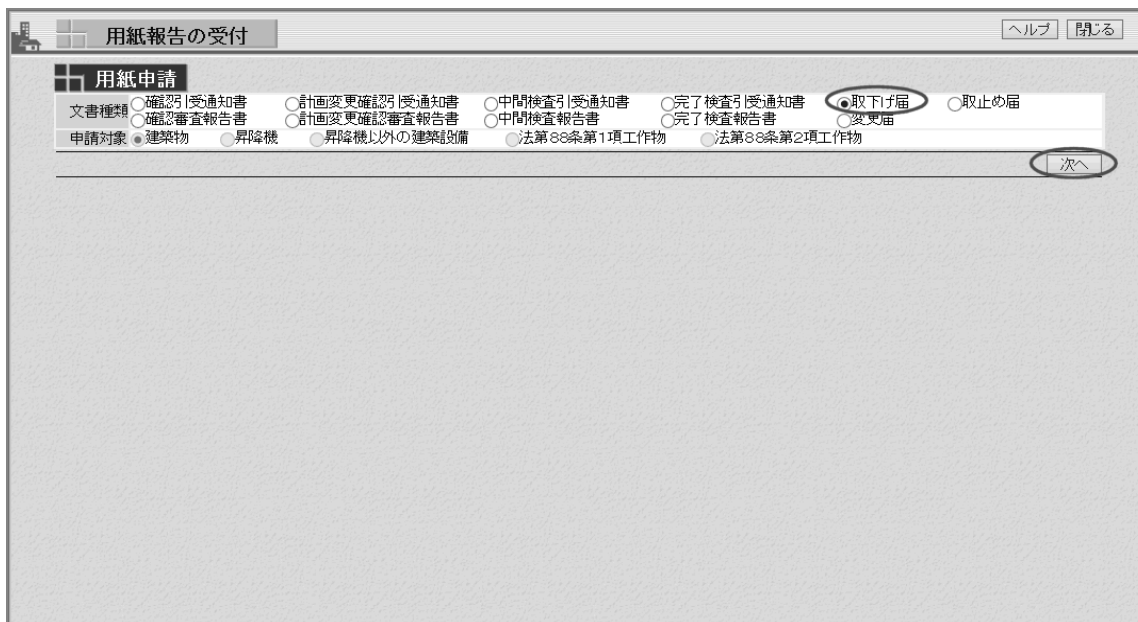 用紙報告の受付 ヘルプ 閉じる
用紙申請
文書種類 確認引受通知書 計画変更確認引受通知書 中間検査引受通知書 完了検査引受通知書 取下げ届 取止め届
確認審査報告書 計画変更確認審査報告書 中間検査報告書 完了検査報告書 変更届
申請対象 建築物 昇降機 昇降機以外の建築設備 法第88条第1項工作物 法第88条第2項工作物
次へ